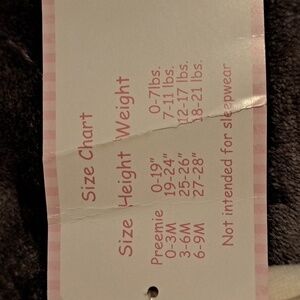 Size Chart
Size Height Weight
Preemie 0-19" 0-7lbs.
0-3M 19-24" 7-11 lbs.
3-6M 25-26" 12-17 lbs.
6-9M 27-28" 18-21 lbs.
Not intended for sleepwear